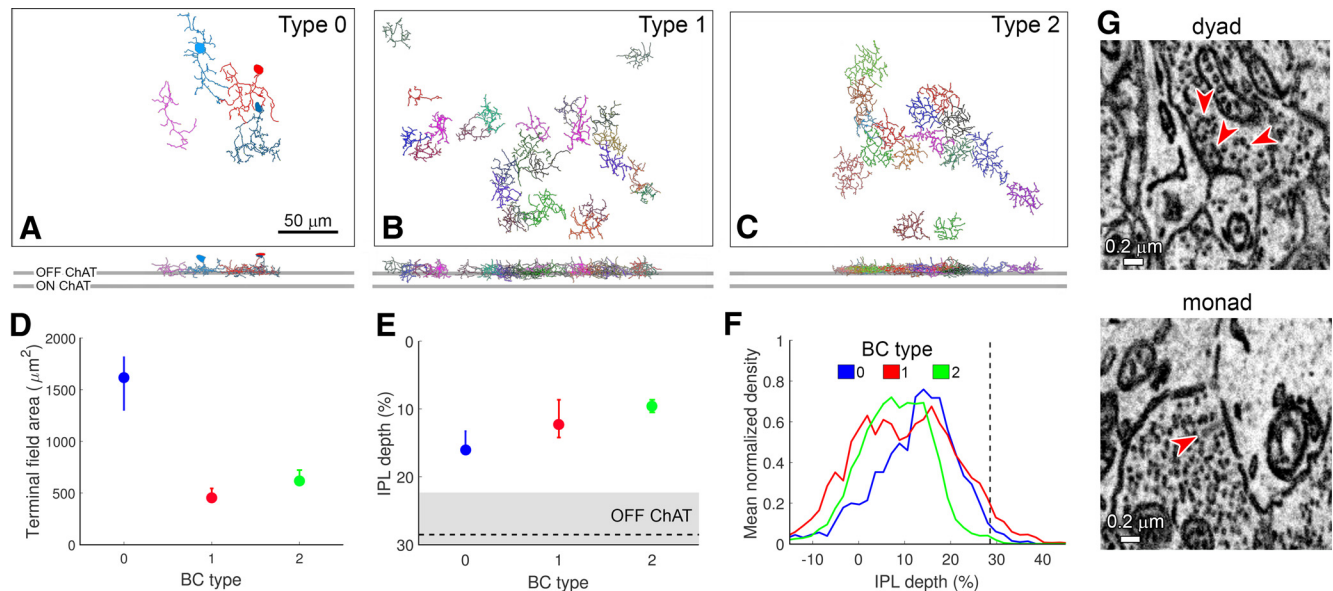 Type 0
A
50 μm
Type 1
B
Type 2
C
OFF ChAT
ON ChAT
G
dyad
0.2 μm
monad
0.2 μm
D
Terminal field area (μm²)
2000
1500
1000
500
0
0 1 2
BC type
E
IPL depth (%)
0
10
20
30
OFF ChAT
0 1 2
BC type
F
BC type
0 1 2
Mean normalized density
1
0.8
0.6
0.4
0.2
0
-10 0 10 20 30 40
IPL depth (%)